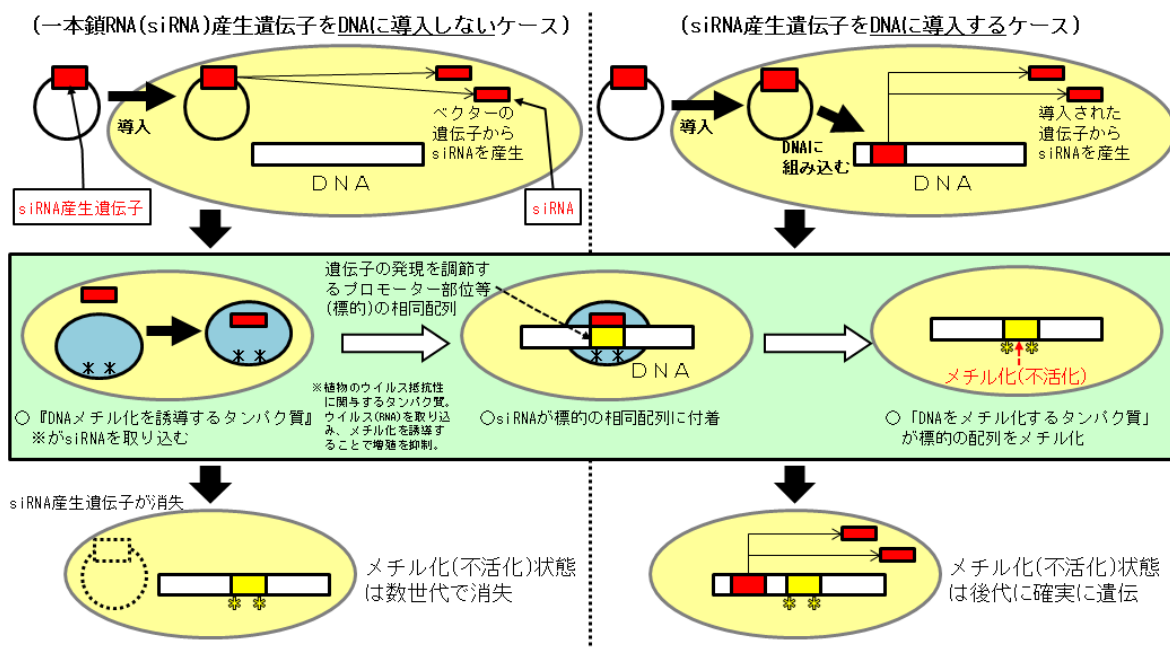 (一本鎖RNA(siRNA)産生遺伝子をDNAに導入しないケース)
導入
ベクターの
遺伝子から
siRNAを産生
DNA
siRNA産生遺伝子
siRNA
(siRNA産生遺伝子をDNAに導入するケース)
導入
DNAに
組み込む
導入された
遺伝子から
siRNAを産生
DNA
遺伝子の発現を調節す
るプロモーター部位等
(標的)の相同配列
○『DNAメチル化を誘導するタンパク質』
※がsiRNAを取り込む
※植物のウイルス抵抗性
に関与するタンパク質。
ウイルス(RNA)を取り込
み、メチル化を誘導す
ることで増殖を抑制。
DNA
○siRNAが標的の相同配列に付着
メチル化(不活化)
○「DNAをメチル化するタンパク質」
が標的の配列をメチル化
siRNA産生遺伝子が消失
メチル化(不活化)状態
は数世代で消失
メチル化(不活化)状態
は後代に確実に遺伝